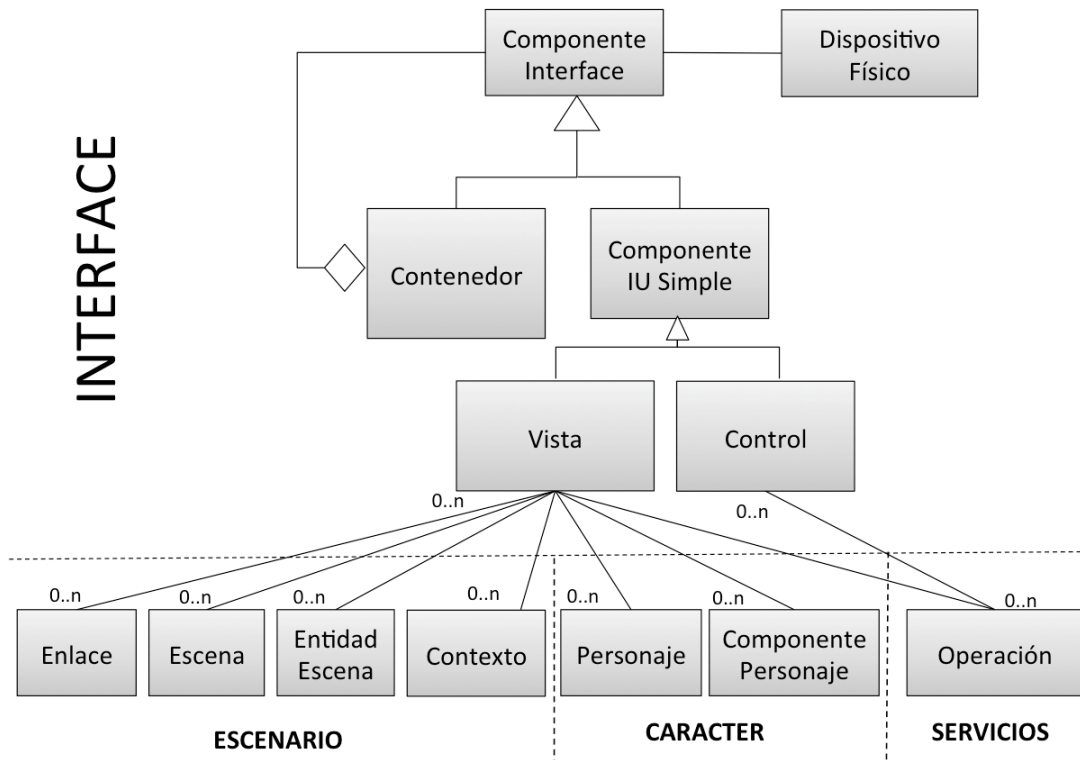 Componente
Interface
Dispositivo
Físico
INTERFACE
Contenedor
Componente
IU Simple
Vista
Control
0..n
0..n
0..n
0..n
0..n
0..n
0..n
0..n
0..n
Enlace
Escena
Entidad
Escena
Contexto
Personaje
Componente
Personaje
Operación
ESCENARIO
CARACTER
SERVICIOS